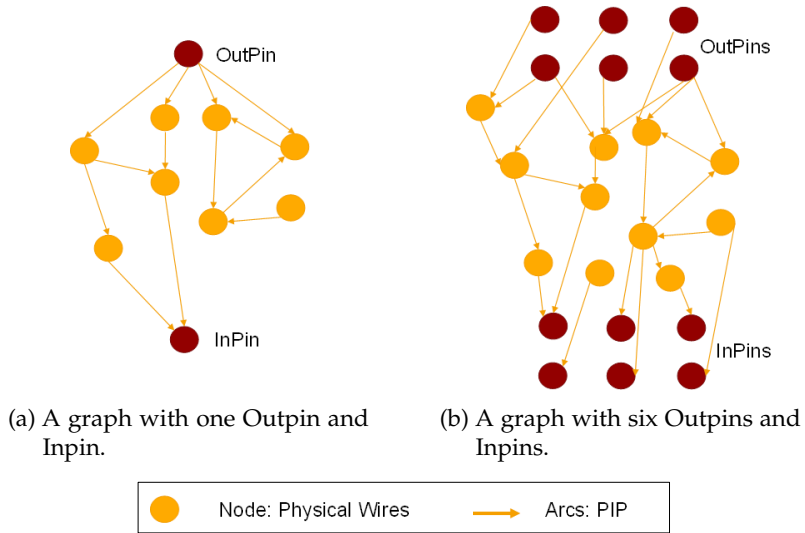 OutPin
OutPins
InPin
InPins
(a) A graph with one Outpin and
Inpin.
(b) A graph with six Outpins and
Inpins.
Node: Physical Wires
Arcs: PIP